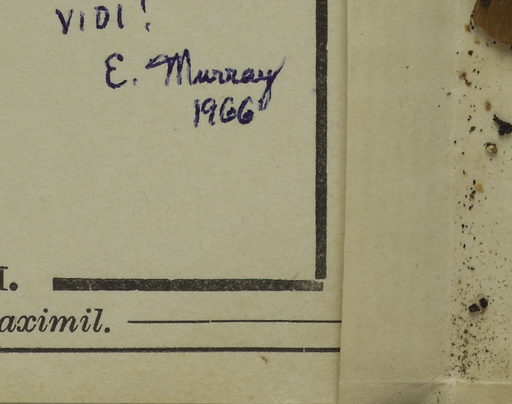 VIDI!
E. Murray
1966
I.
aximil.